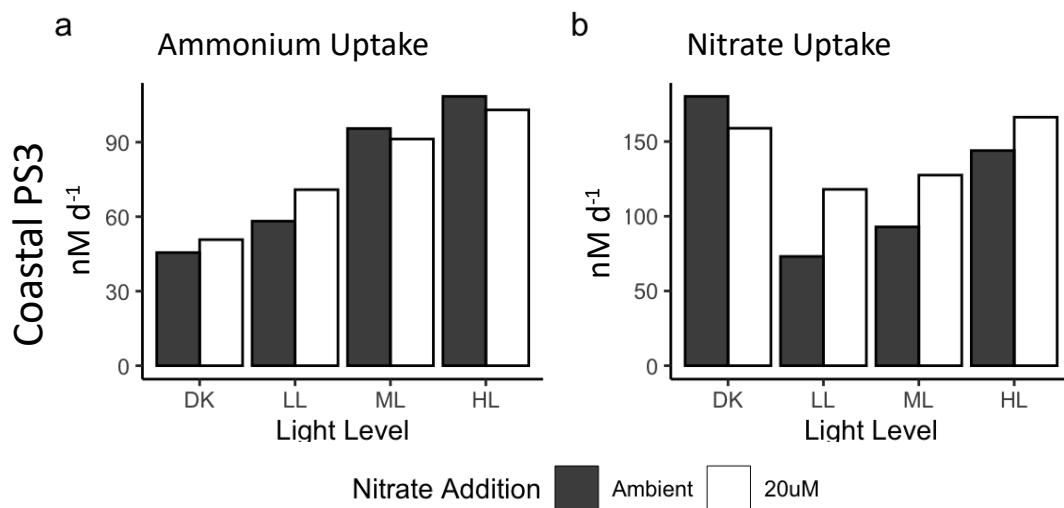 a
Ammonium Uptake
b
Nitrate Uptake
Coastal PS3
nM d⁻¹
90
60
30
0
DK LL ML HL
Light Level
nM d⁻¹
150
100
50
0
DK LL ML HL
Light Level
Nitrate Addition Ambient 20uM